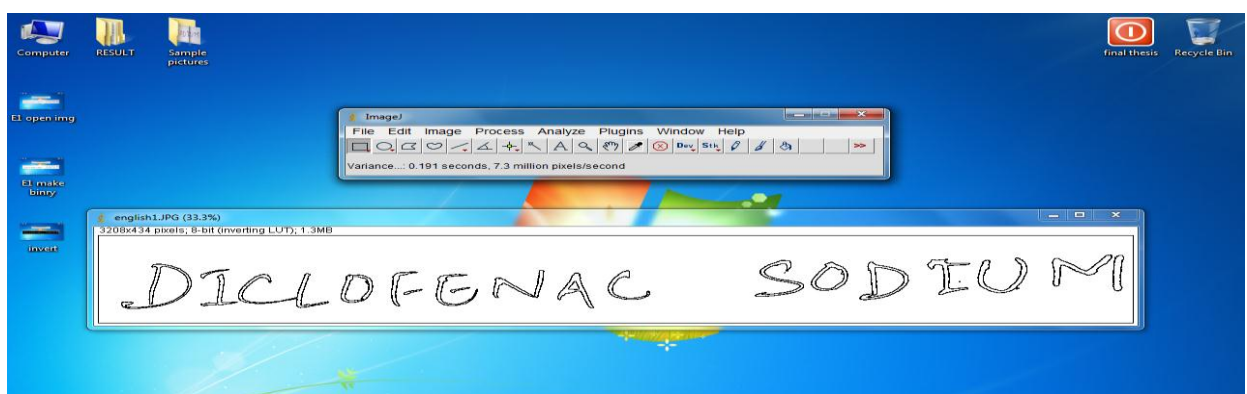 Computer RESULT Sample pictures final thesis Recycle Bin
E1 open img
ImageJ
File Edit Image Process Analyze Plugins Window Help
A Dev Stk >>
Variance...: 0.191 seconds, 7.3 million pixels/second
E1 make binry
english1.JPG (33.3%)
3208x434 pixels; 8-bit (inverting LUT); 1.3MB
invert
DICLOFENAC SODIUM